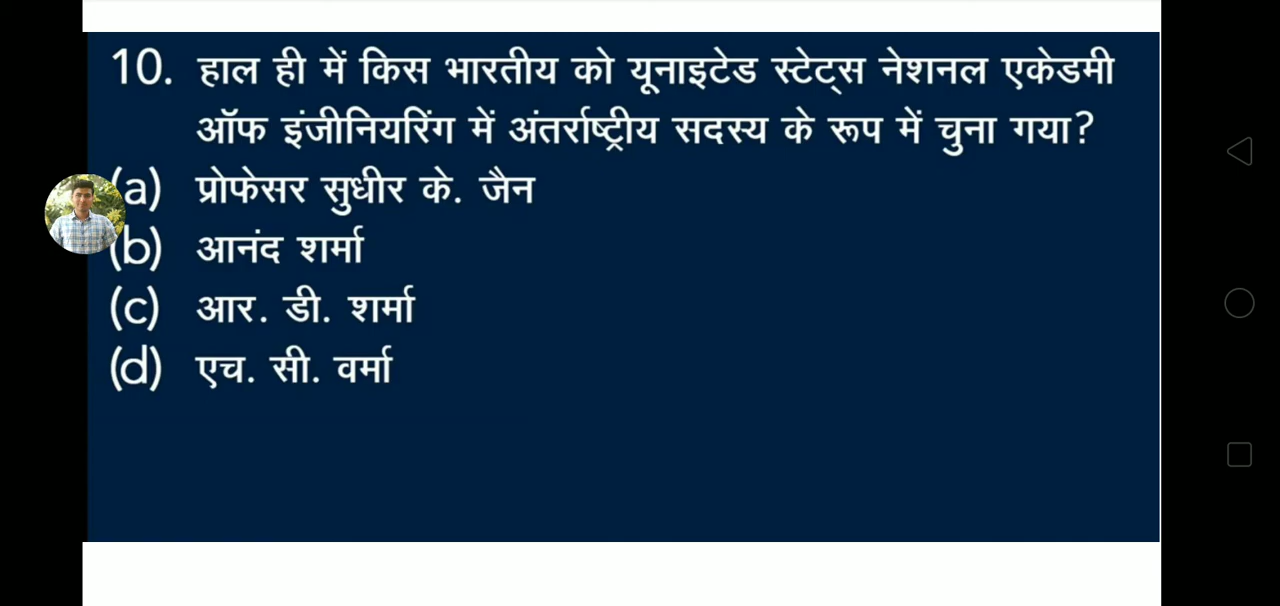 10. हाल ही में किस भारतीय को यूनाइटेड स्टेट्स नेशनल एकेडमी
ऑफ इंजीनियरिंग में अंतर्राष्ट्रीय सदस्य के रूप में चुना गया?
(a) प्रोफेसर सुधीर के. जैन
(b) आनंद शर्मा
(c) आर. डी. शर्मा
(d) एच. सी. वर्मा